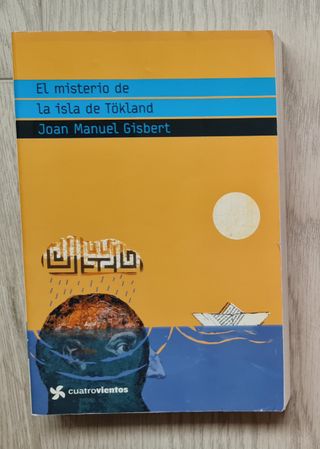 El misterio de
la isla de Tökland
Joan Manuel Gisbert
cuatrovientos